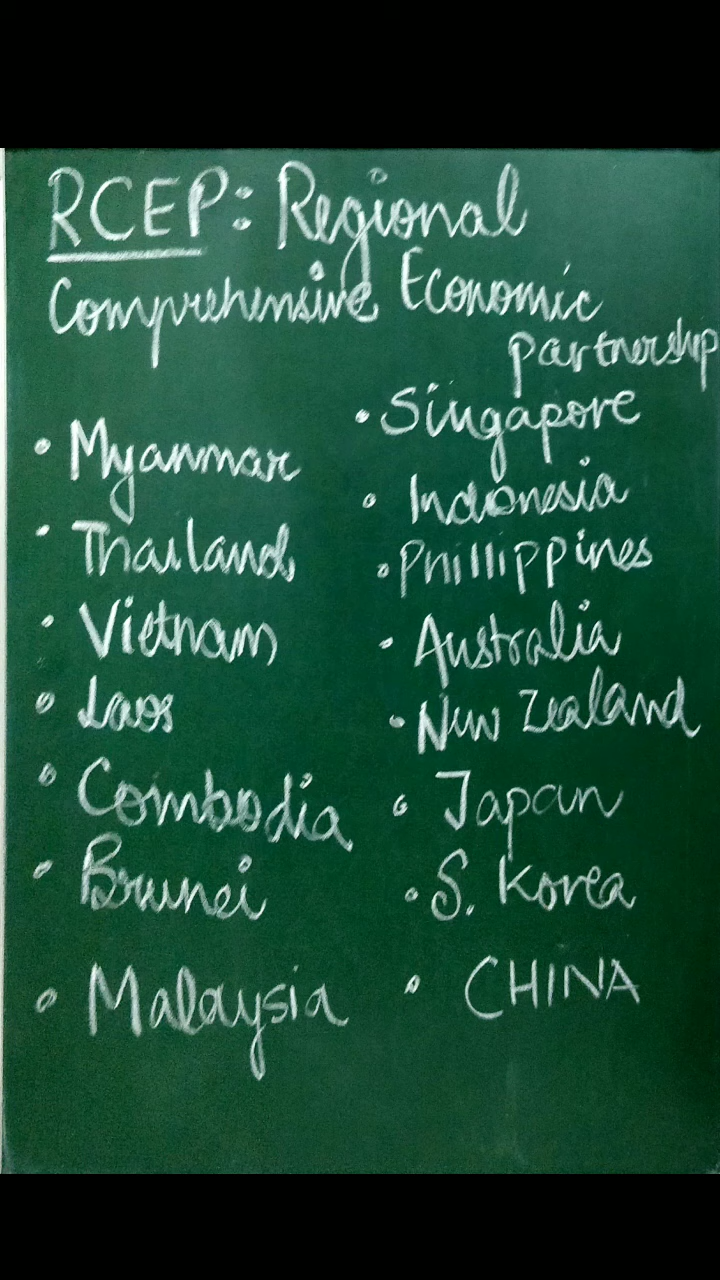 RCEP: Regional
Comprehensive Economic
partnership
• Myanmar
• Thailand
• Vietnam
• Laos
• Combodia
• Brunei
• Malaysia
• Singapore
• Indonesia
• Phillippines
• Australia
• New Zealand
• Japan
• S. Korea
• CHINA